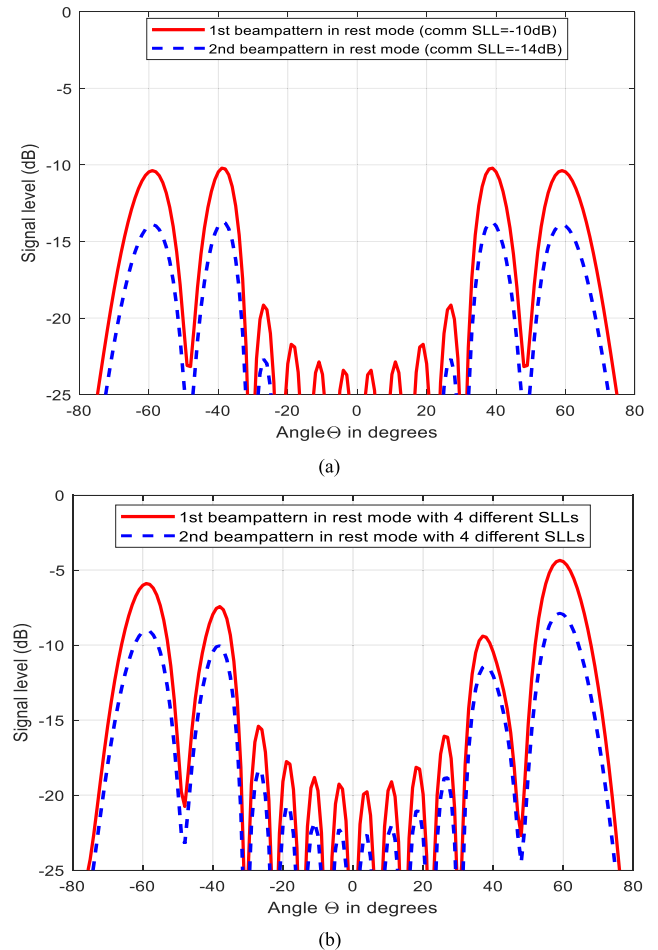 0
1st beampattern in rest mode (comm SLL=-10dB)
2nd beampattern in rest mode (comm SLL=-14dB)
-5
-10
-15
-20
-25
Signal level (dB)
-80 -60 -40 -20 0 20 40 60 80
AngleΘ in degrees
(a)
0
1st beampattern in rest mode with 4 different SLLs
2nd beampattern in rest mode with 4 different SLLs
-5
-10
-15
-20
-25
Signal level (dB)
-80 -60 -40 -20 0 20 40 60 80
Angle Θ in degrees
(b)